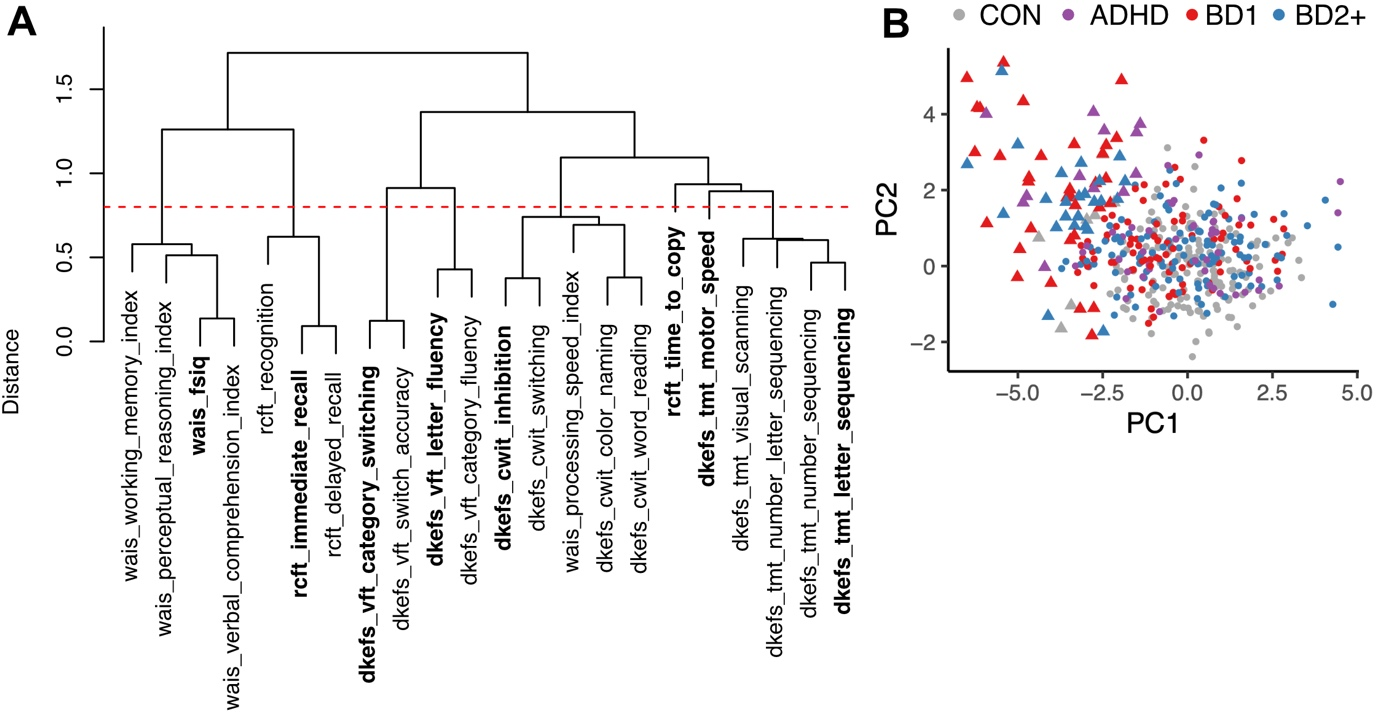 A
Distance
0.0
0.5
1.0
1.5
wais_working_memory_index
wais_perceptual_reasoning_index
wais_fsiq
wais_verbal_comprehension_index
rcft_recognition
rcft_immediate_recall
rcft_delayed_recall
dkefs_vft_category_switching
dkefs_vft_switch_accuracy
dkefs_vft_letter_fluency
dkefs_vft_category_fluency
dkefs_cwit_inhibition
dkefs_cwit_switching
wais_processing_speed_index
dkefs_cwit_color_naming
dkefs_cwit_word_reading
rcft_time_to_copy
dkefs_tmt_motor_speed
dkefs_tmt_visual_scanning
dkefs_tmt_number_letter_sequencing
dkefs_tmt_number_sequencing
dkefs_tmt_letter_sequencing
B
CON ADHD BD1 BD2+
PC2
4
2
0
−2
−5.0 −2.5 0.0 2.5 5.0
PC1